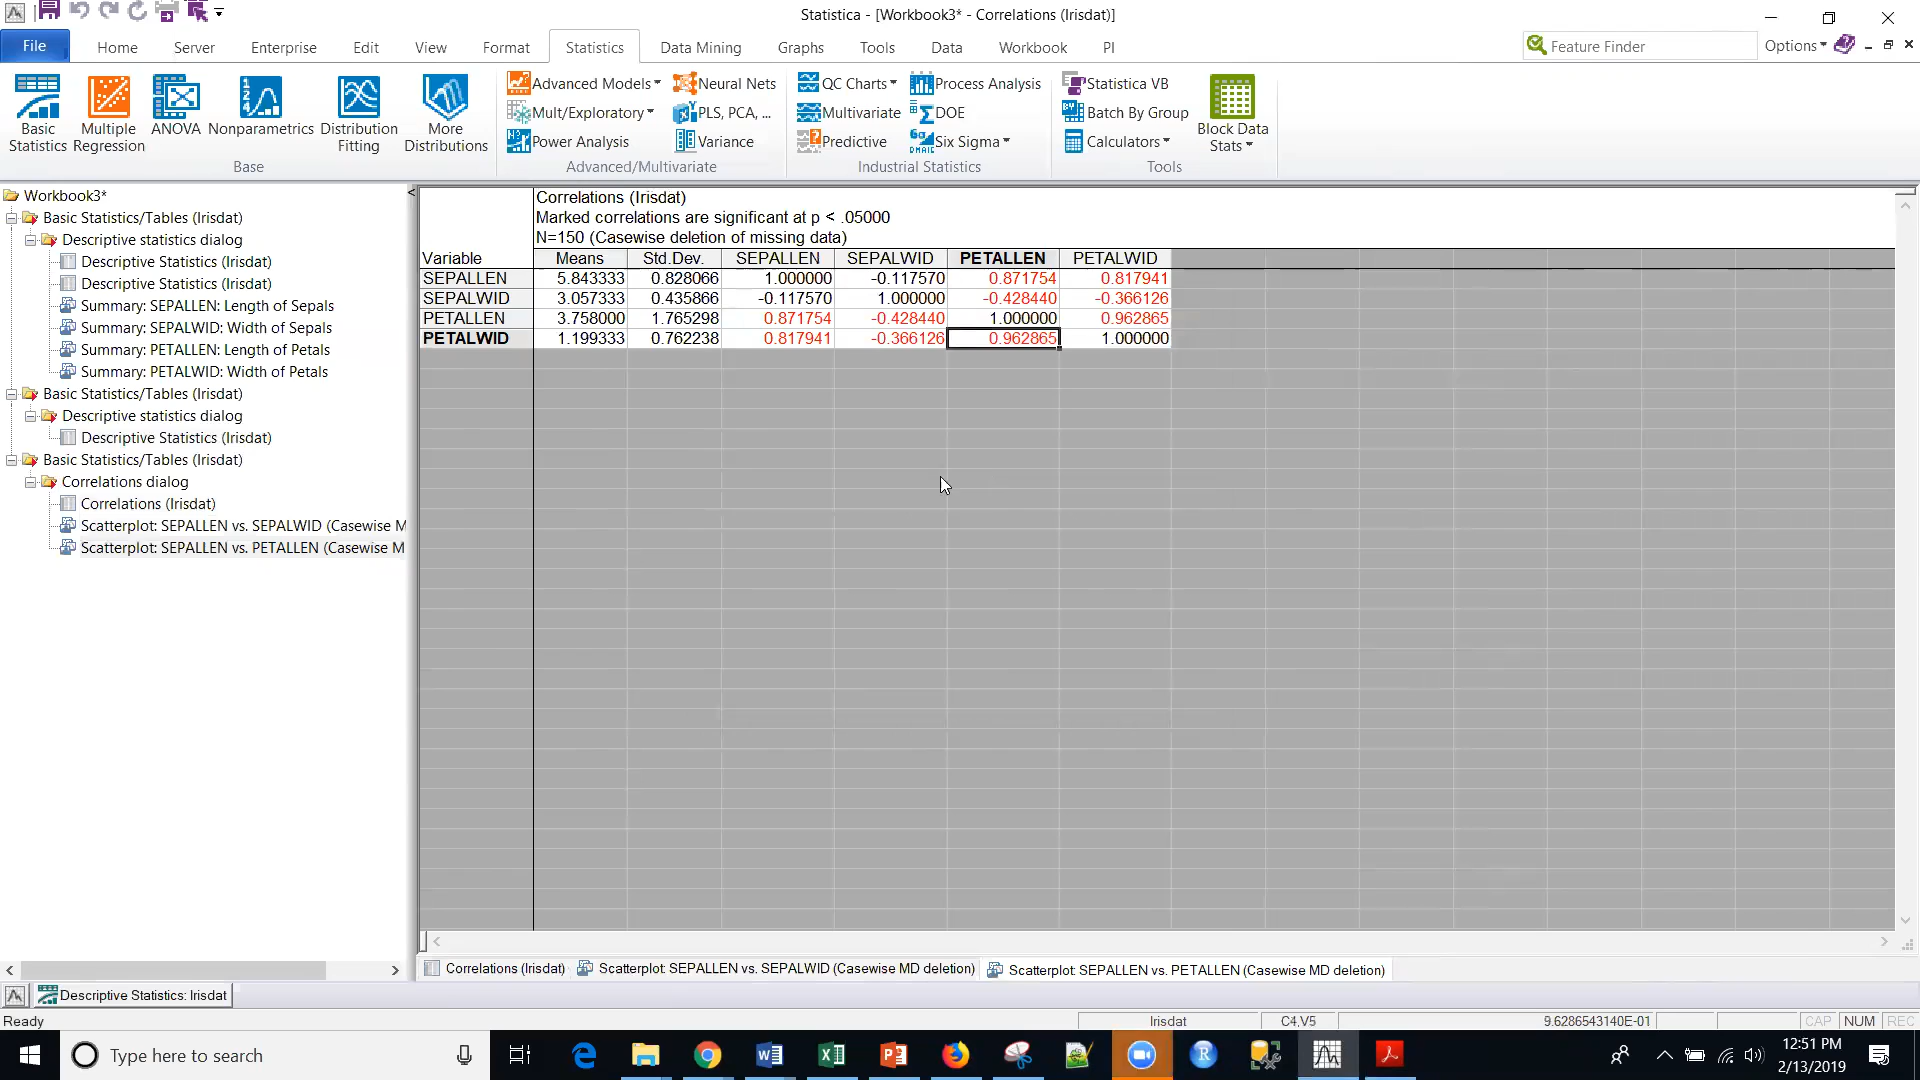 Statistica - [Workbook3* - Correlations (Irisdat)]
File Home Server Enterprise Edit View Format Statistics Data Mining Graphs Tools Data Workbook PI Feature Finder Options
Basic Statistics Multiple Regression ANOVA Nonparametrics Distribution Fitting More Distributions
Base
Advanced Models Neural Nets
Mult/Exploratory PLS, PCA, ...
Power Analysis Variance
Advanced/Multivariate
QC Charts Process Analysis
Multivariate DOE
Predictive Six Sigma
Industrial Statistics
Statistica VB
Batch By Group
Calculators
Block Data Stats
Tools
Workbook3*
Basic Statistics/Tables (Irisdat)
Descriptive statistics dialog
Descriptive Statistics (Irisdat)
Descriptive Statistics (Irisdat)
Summary: SEPALLEN: Length of Sepals
Summary: SEPALWID: Width of Sepals
Summary: PETALLEN: Length of Petals
Summary: PETALWID: Width of Petals
Basic Statistics/Tables (Irisdat)
Descriptive statistics dialog
Descriptive Statistics (Irisdat)
Basic Statistics/Tables (Irisdat)
Correlations dialog
Correlations (Irisdat)
Scatterplot: SEPALLEN vs. SEPALWID (Casewise M
Scatterplot: SEPALLEN vs. PETALLEN (Casewise M
Correlations (Irisdat)
Marked correlations are significant at p < .05000
N=150 (Casewise deletion of missing data)
Variable Means Std.Dev. SEPALLEN SEPALWID PETALLEN PETALWID
SEPALLEN 5.843333 0.828066 1.000000 -0.117570 0.871754 0.817941
SEPALWID 3.057333 0.435866 -0.117570 1.000000 -0.428440 -0.366126
PETALLEN 3.758000 1.765298 0.871754 -0.428440 1.000000 0.962865
PETALWID 1.199333 0.762238 0.817941 -0.366126 0.962865 1.000000
Correlations (Irisdat) Scatterplot: SEPALLEN vs. SEPALWID (Casewise MD deletion) Scatterplot: SEPALLEN vs. PETALLEN (Casewise MD deletion)
Descriptive Statistics: Irisdat
Ready Irisdat C4,V5 9.6286543140E-01 CAP NUM REC
Type here to search
12:51 PM
2/13/2019